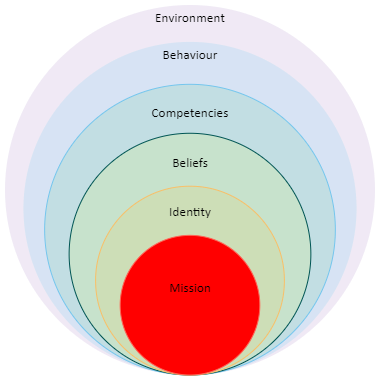 Environment
Behaviour
Competencies
Beliefs
Identity
Mission